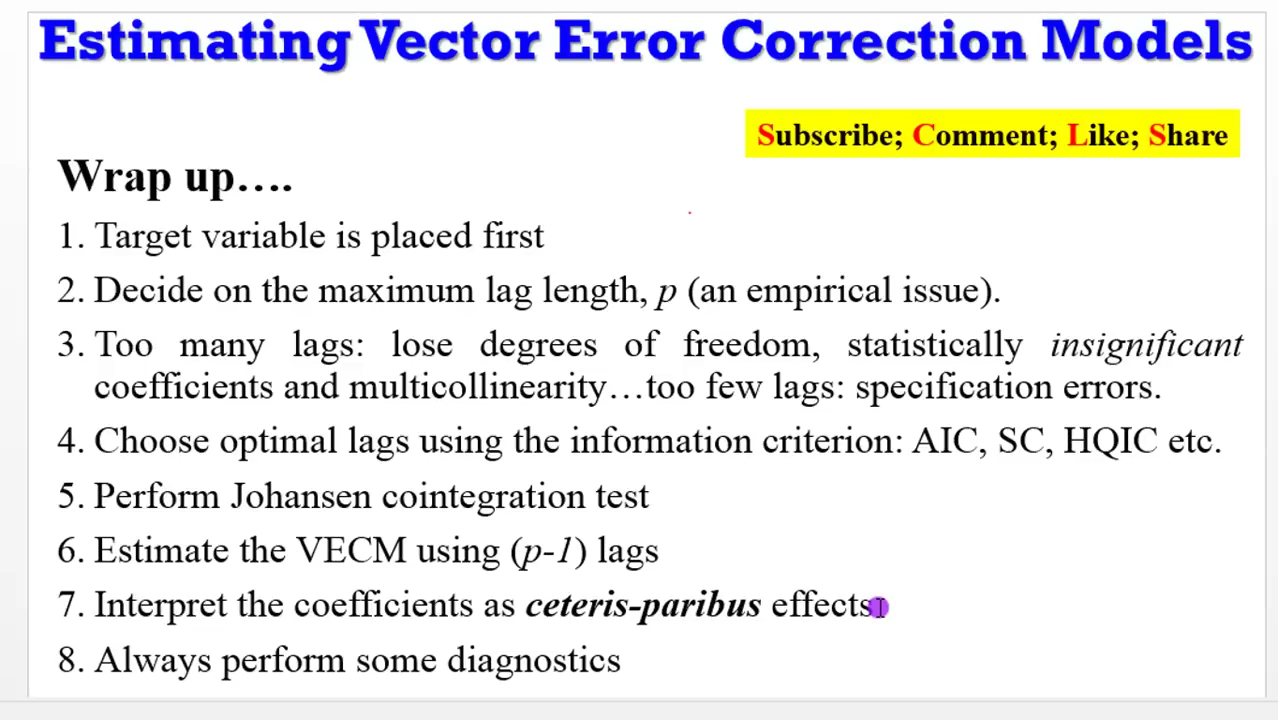 Estimating Vector Error Correction Models
Subscribe; Comment; Like; Share
Wrap up….
1. Target variable is placed first
2. Decide on the maximum lag length, p (an empirical issue).
3. Too many lags: lose degrees of freedom, statistically insignificant
coefficients and multicollinearity…too few lags: specification errors.
4. Choose optimal lags using the information criterion: AIC, SC, HQIC etc.
5. Perform Johansen cointegration test
6. Estimate the VECM using (p-1) lags
7. Interpret the coefficients as ceteris-paribus effects
8. Always perform some diagnostics